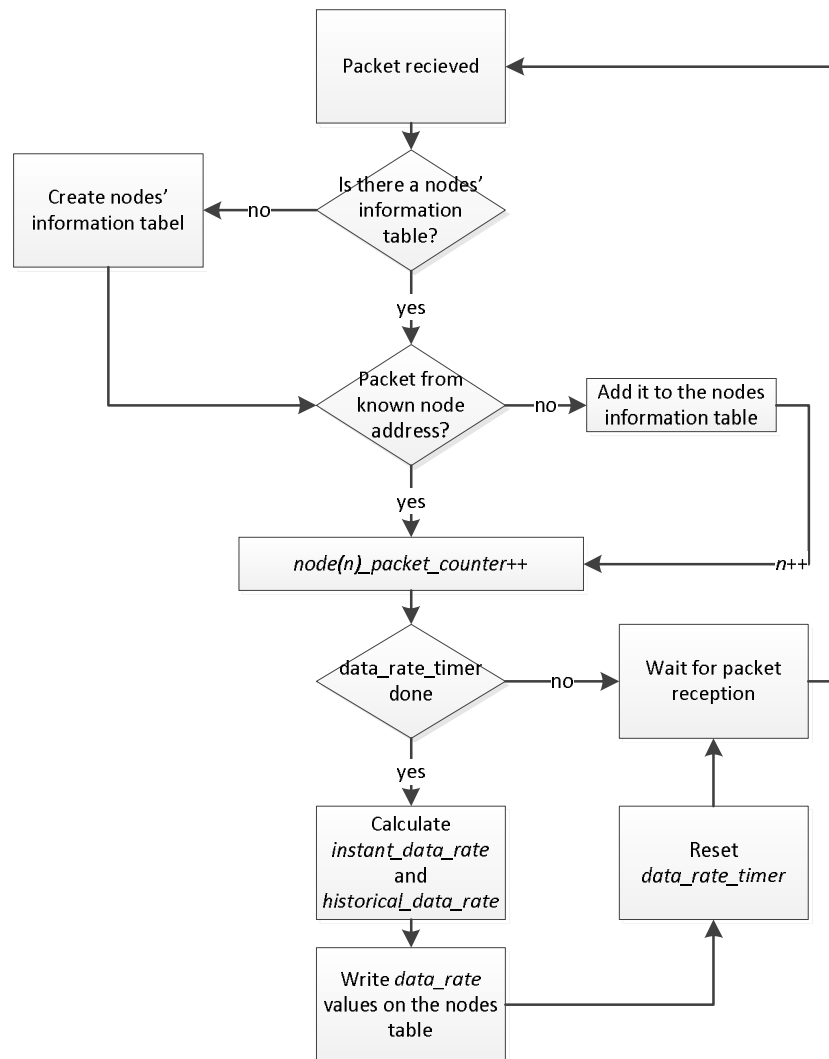 Packet recieved
Is there a nodes'
information
table?
no
Create nodes'
information tabel
yes
Packet from
known node
address?
no
Add it to the nodes
information table
yes
n++
node(n)_packet_counter++
data_rate_timer
done
no
Wait for packet
reception
yes
Calculate
instant_data_rate
and
historical_data_rate
Reset
data_rate_timer
Write data_rate
values on the nodes
table